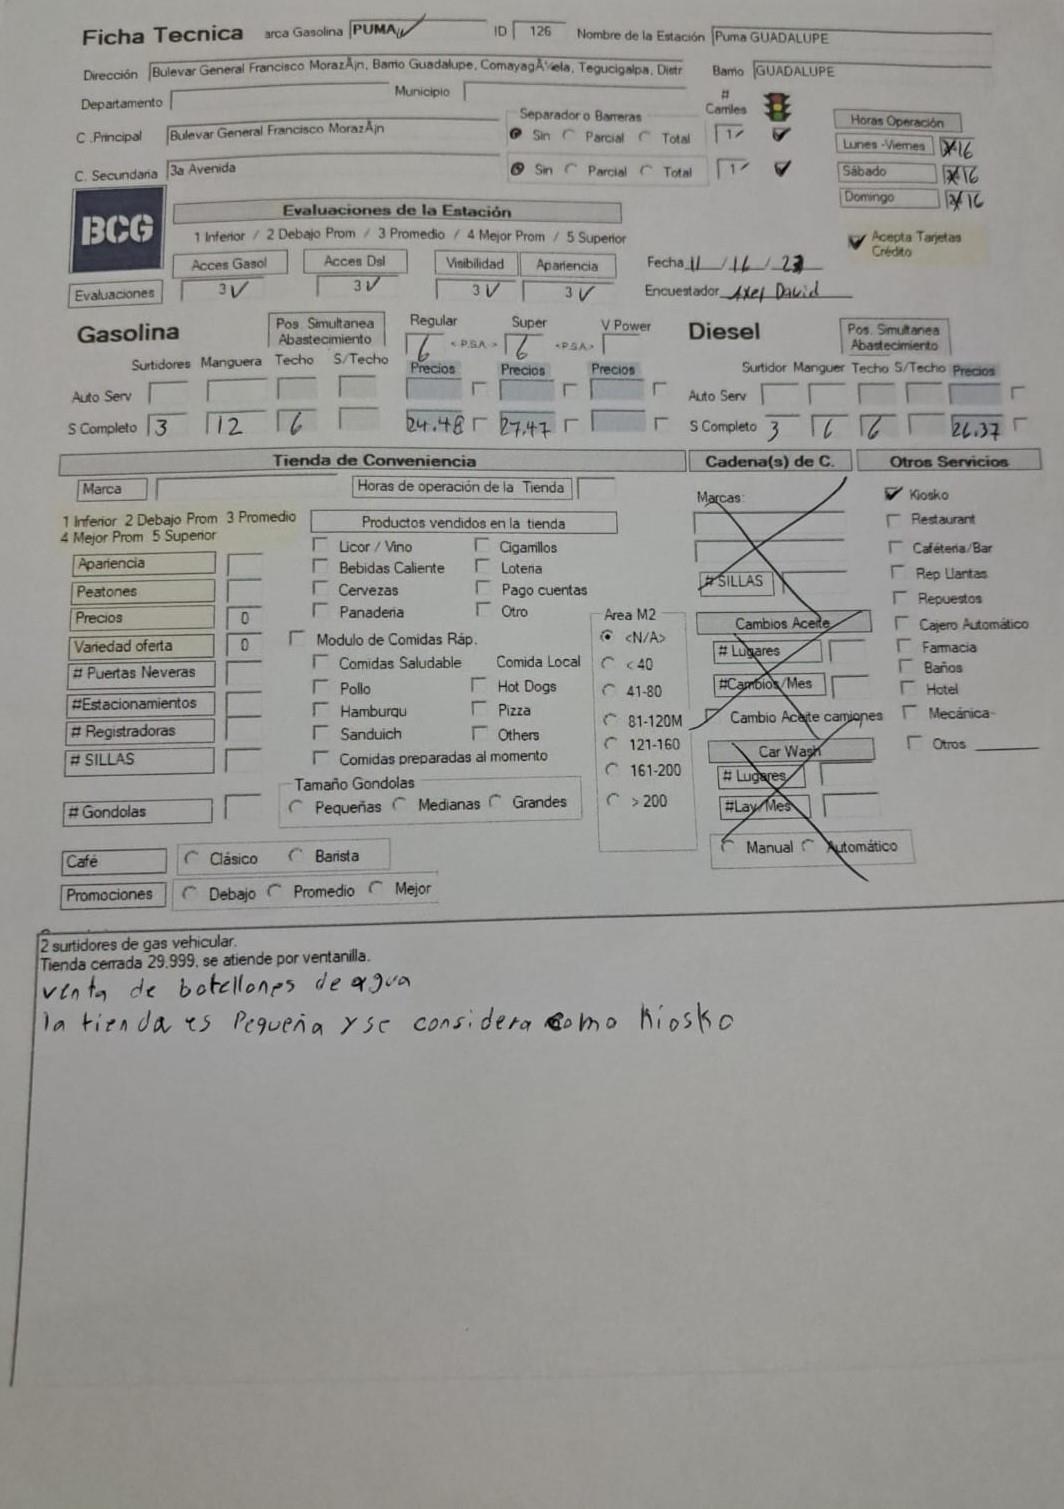 Ficha Tecnica arca Gasolina PUMA ID 126 Nombre de la Estación Puma GUADALUPE
Dirección Bulevar General Francisco MorazÃ¡n, Barrio Guadalupe, ComayagÃ¼ela, Tegucigalpa, Distr Barrio GUADALUPE
Departamento Municipio # Carriles
Separador o Barreras
C .Principal Bulevar General Francisco MorazÃ¡n Sin Parcial Total 1
C. Secundaria 3a Avenida Sin Parcial Total 1
Horas Operación
Lunes -Viernes 16
Sábado 16
Domingo 16
BCG
Evaluaciones de la Estación
1 Inferior / 2 Debajo Prom / 3 Promedio / 4 Mejor Prom / 5 Superior
Acepta Tarjetas Crédito
Acces Gasol Acces Dsl Visibilidad Apariencia Fecha 11/16/23
Evaluaciones 3 3 3 3 Encuestador Axel David
Gasolina Pos. Simultanea Abastecimiento Regular Super V Power
6 < P.S.A. > 6 <P.S.A.>
Surtidores Manguera Techo S/Techo Precios Precios Precios
Auto Serv
S Completo 3 12 6 24.48 27.47
Diesel Pos. Simultanea Abastecimiento
Surtidor Manguer Techo S/Techo Precios
Auto Serv
S Completo 3 6 6 26.37
Tienda de Conveniencia Cadena(s) de C. Otros Servicios
Marca Horas de operación de la Tienda
1 Inferior 2 Debajo Prom 3 Promedio
4 Mejor Prom 5 Superior
Apariencia
Peatones
Precios 0
Variedad oferta 0
# Puertas Neveras
#Estacionamientos
# Registradoras
# SILLAS
# Gondolas
Productos vendidos en la tienda
Licor / Vino Cigarrillos
Bebidas Caliente Loteria
Cervezas Pago cuentas
Panaderia Otro
Modulo de Comidas Ráp.
Comidas Saludable Comida Local
Pollo Hot Dogs
Hamburqu Pizza
Sanduich Others
Comidas preparadas al momento
Tamaño Gondolas
Pequeñas Medianas Grandes
Area M2
<N/A>
< 40
41-80
81-120M
121-160
161-200
> 200
Marcas:
# SILLAS
Cambios Aceite
# Lugares
#Cambios/Mes
Cambio Aceite camiones
Car Wash
# Lugares
#Lav/Mes
Manual Automático
Kiosko
Restaurant
Caféteria/Bar
Rep Llantas
Repuestos
Cajero Automático
Farmacia
Baños
Hotel
Mecánica
Otros
Café Clásico Barista
Promociones Debajo Promedio Mejor
2 surtidores de gas vehicular.
Tienda cerrada 29.999, se atiende por ventanilla.
venta de botellones de agua
la tienda es Pequeña y se considera como Kiosko